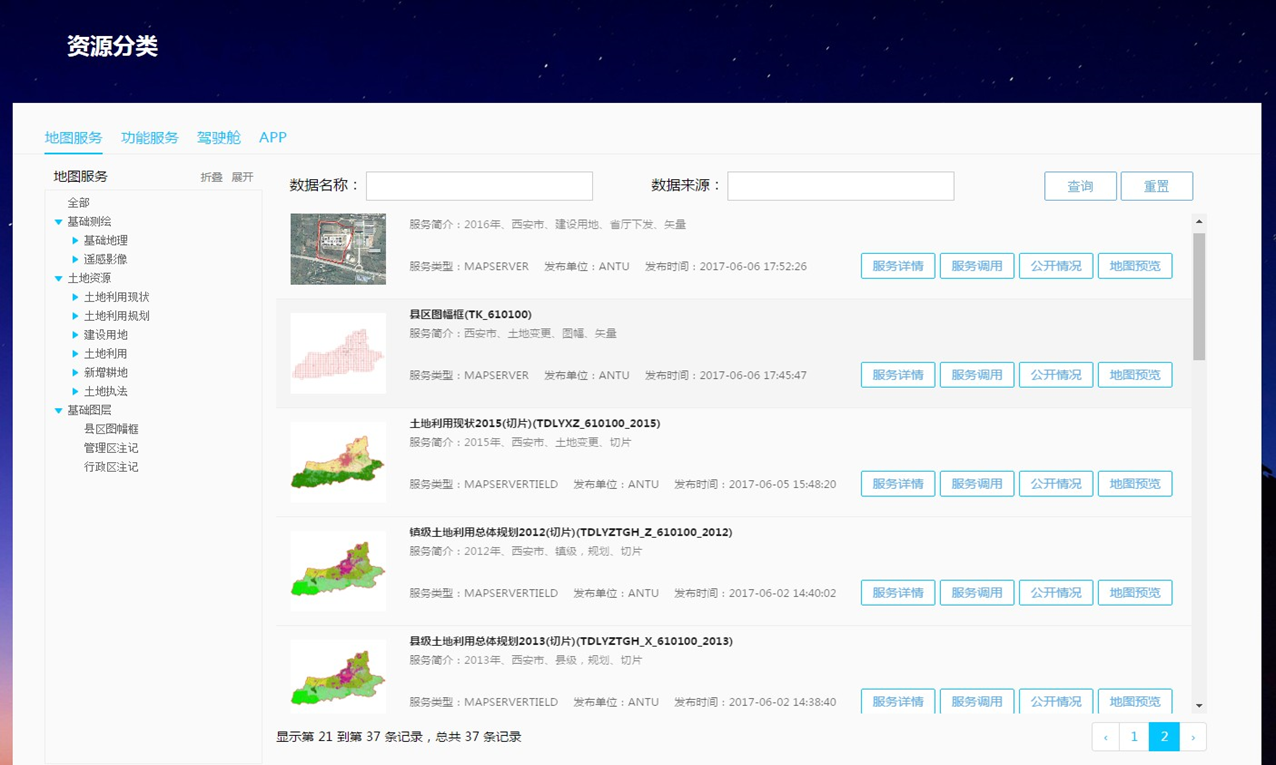 资源分类
地图服务 功能服务 驾驶舱 APP
地图服务 折叠 展开
全部
基础测绘
基础地理
遥感影像
土地资源
土地利用现状
土地利用规划
建设用地
土地利用
新增耕地
土地执法
基础图层
县区图幅框
管理区注记
行政区注记
数据名称： 数据来源： 查询 重置
服务简介：2016年、西安市、建设用地、省厅下发、矢量
服务类型：MAPSERVER 发布单位：ANTU 发布时间：2017-06-06 17:52:26 服务详情 服务调用 公开情况 地图预览
县区图幅框(TK_610100)
服务简介：西安市、土地变更、图幅、矢量
服务类型：MAPSERVER 发布单位：ANTU 发布时间：2017-06-06 17:45:47 服务详情 服务调用 公开情况 地图预览
土地利用现状2015(切片)(TDLYXZ_610100_2015)
服务简介：2015年、西安市、土地变更、切片
服务类型：MAPSERVERTIELD 发布单位：ANTU 发布时间：2017-06-05 15:48:20 服务详情 服务调用 公开情况 地图预览
镇级土地利用总体规划2012(切片)(TDLYZTGH_Z_610100_2012)
服务简介：2012年、西安市、镇级，规划、切片
服务类型：MAPSERVERTIELD 发布单位：ANTU 发布时间：2017-06-02 14:40:02 服务详情 服务调用 公开情况 地图预览
县级土地利用总体规划2013(切片)(TDLYZTGH_X_610100_2013)
服务简介：2013年、西安市、县级，规划、切片
服务类型：MAPSERVERTIELD 发布单位：ANTU 发布时间：2017-06-02 14:38:40 服务详情 服务调用 公开情况 地图预览
显示第 21 到第 37 条记录，总共 37 条记录 ‹ 1 2 ›